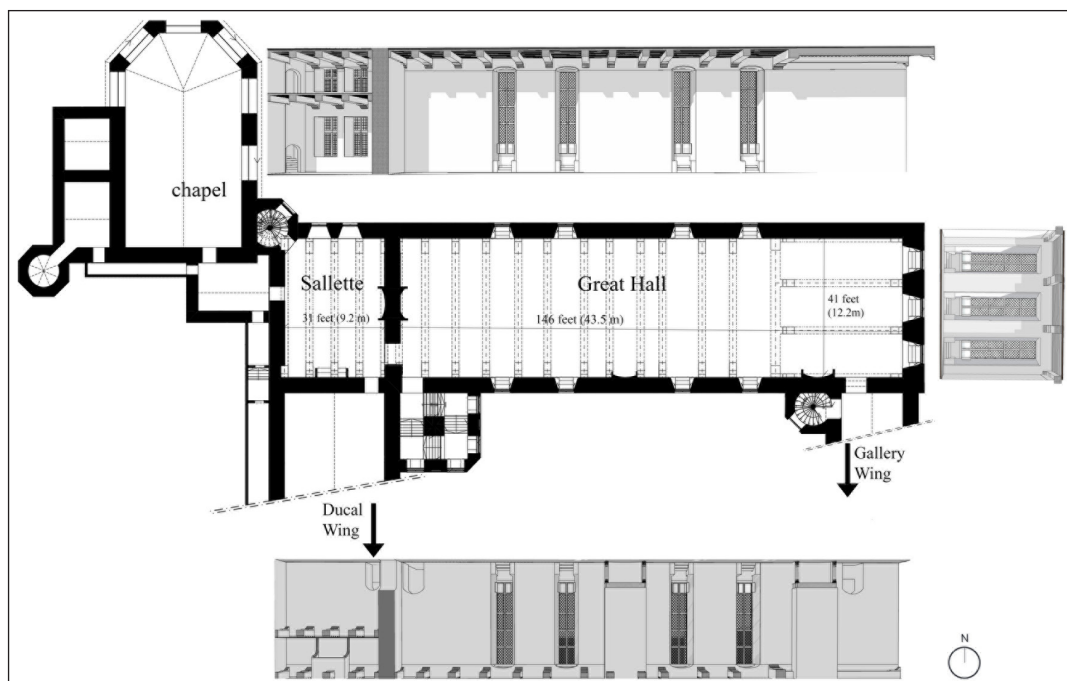 chapel
Sallette
31 feet (9.2 m)
Great Hall
146 feet (43.5 m)
41 feet
(12.2m)
Gallery
Wing
Ducal
Wing
N